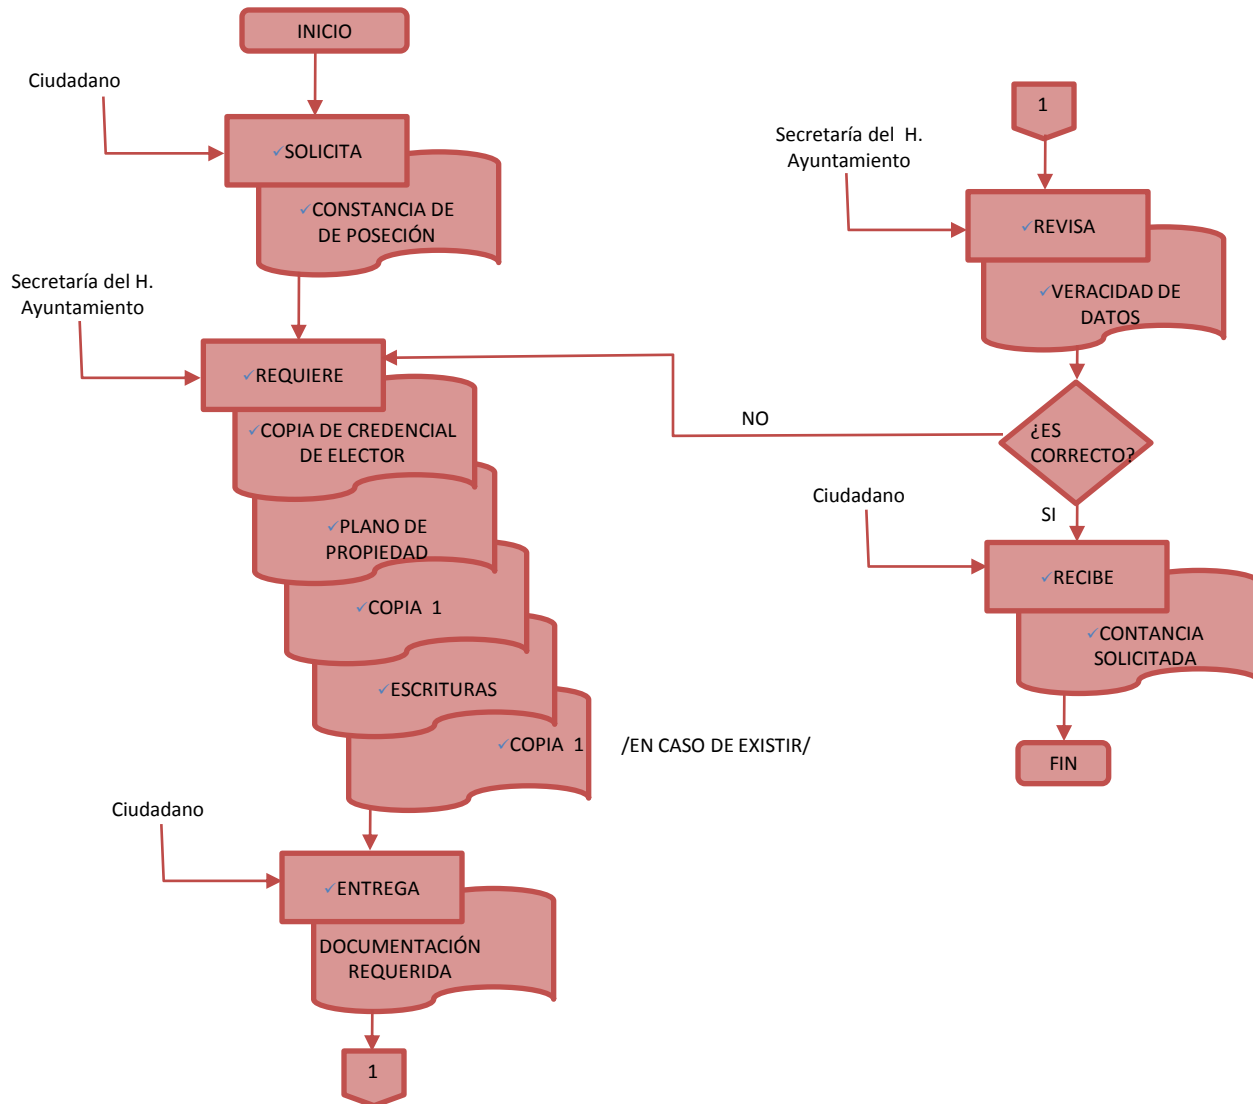 INICIO
Ciudadano
✓SOLICITA
✓CONSTANCIA DE
DE POSECIÓN
Secretaría del H.
Ayuntamiento
✓REQUIERE
✓COPIA DE CREDENCIAL
DE ELECTOR
✓PLANO DE
PROPIEDAD
✓COPIA 1
✓ESCRITURAS
✓COPIA 1
/EN CASO DE EXISTIR/
Ciudadano
✓ENTREGA
DOCUMENTACIÓN
REQUERIDA
1
1
Secretaría del H.
Ayuntamiento
✓REVISA
✓VERACIDAD DE
DATOS
¿ES
CORRECTO?
NO
SI
Ciudadano
✓RECIBE
✓CONTANCIA
SOLICITADA
FIN